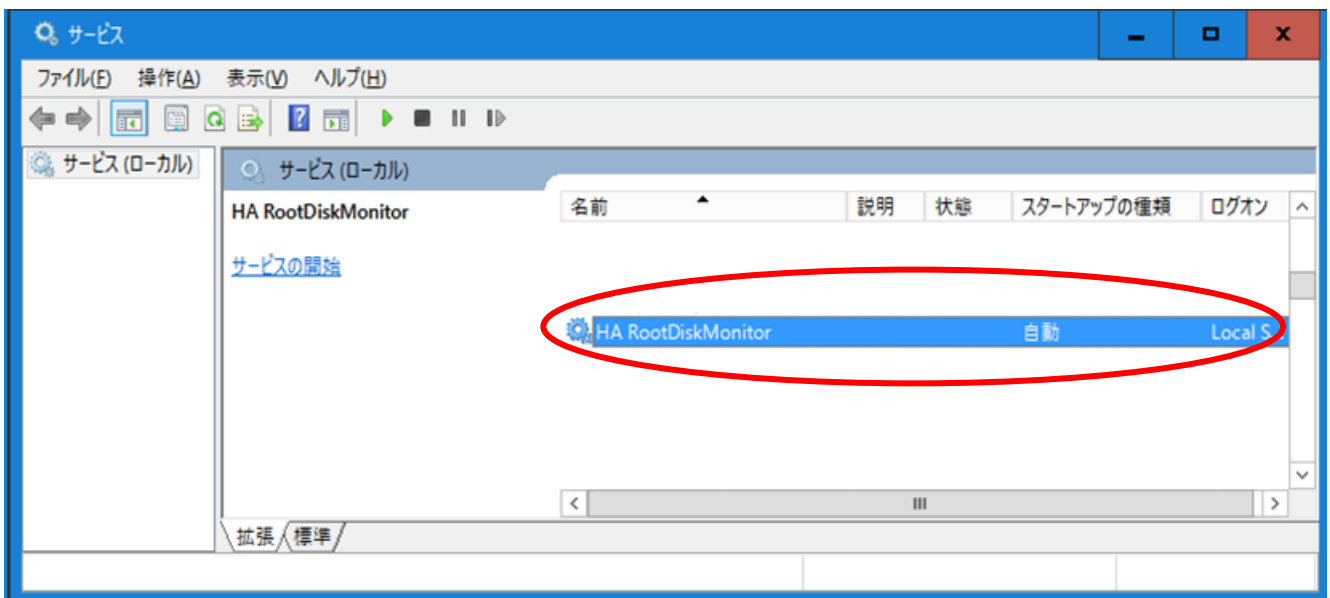 サービス
ファイル(F) 操作(A) 表示(V) ヘルプ(H)
サービス (ローカル)
サービス (ローカル)
HA RootDiskMonitor
サービスの開始
名前 説明 状態 スタートアップの種類 ログオン
HA RootDiskMonitor 自動 Local S...
拡張 標準